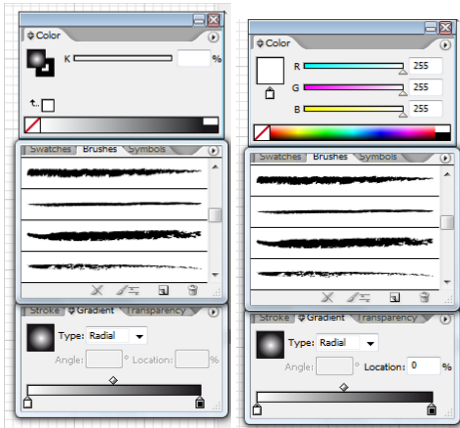 Color
K %
Swatches Brushes Symbols
Stroke Gradient Transparency
Type: Radial
Angle: ° Location: %
Color
R 255
G 255
B 255
Swatches Brushes Symbols
Stroke Gradient Transparency
Type: Radial
Angle: ° Location: 0 %